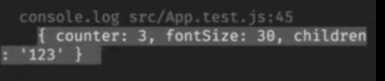 console.log src/App.test.js:45
{ counter: 3, fontSize: 30, children
: '123' }